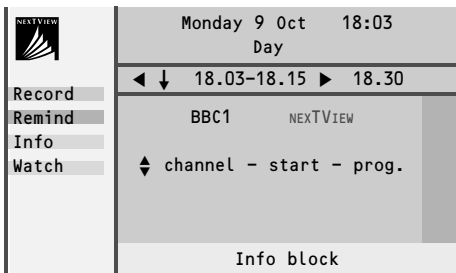 NEXTVIEW
Monday 9 Oct 18:03
Day
18.03-18.15 18.30
Record
Remind
Info
Watch
BBC1 NEXTVIEW
channel - start - prog.
Info block